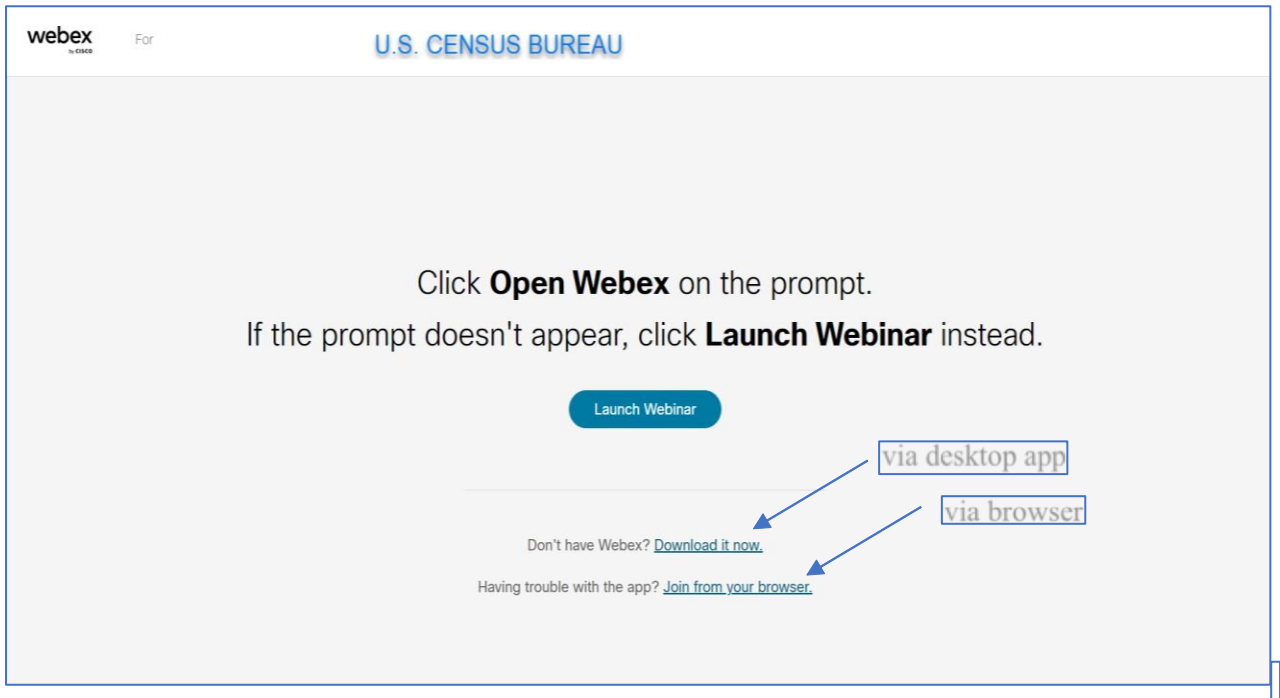 webex
by CISCO
For
U.S. CENSUS BUREAU
Click Open Webex on the prompt.
If the prompt doesn't appear, click Launch Webinar instead.
Launch Webinar
via desktop app
via browser
Don't have Webex? Download it now.
Having trouble with the app? Join from your browser.